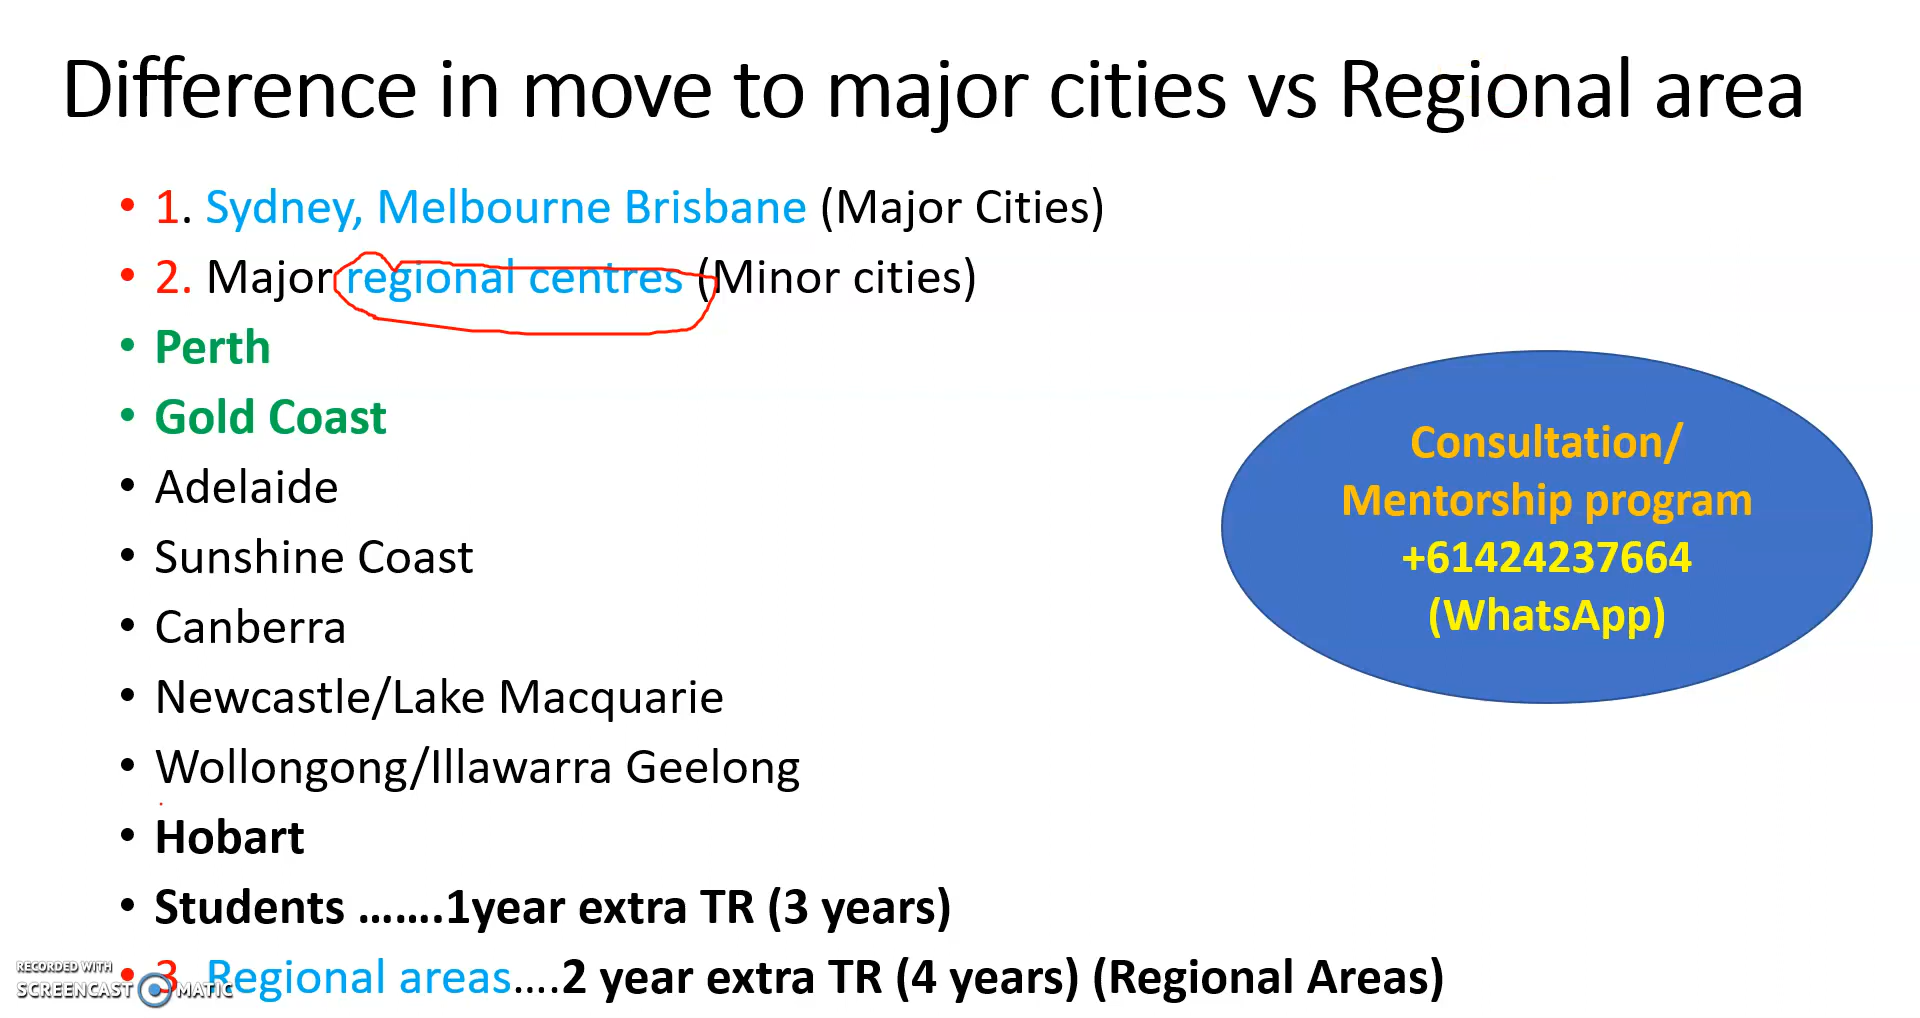 Difference in move to major cities vs Regional area
• 1. Sydney, Melbourne Brisbane (Major Cities)
• 2. Major regional centres (Minor cities)
• Perth
• Gold Coast
• Adelaide
• Sunshine Coast
• Canberra
• Newcastle/Lake Macquarie
• Wollongong/Illawarra Geelong
• Hobart
• Students .......1year extra TR (3 years)
• 3. Regional areas....2 year extra TR (4 years) (Regional Areas)
Consultation/
Mentorship program
+61424237664
(WhatsApp)
RECORDED WITH
SCREENCAST MATIC